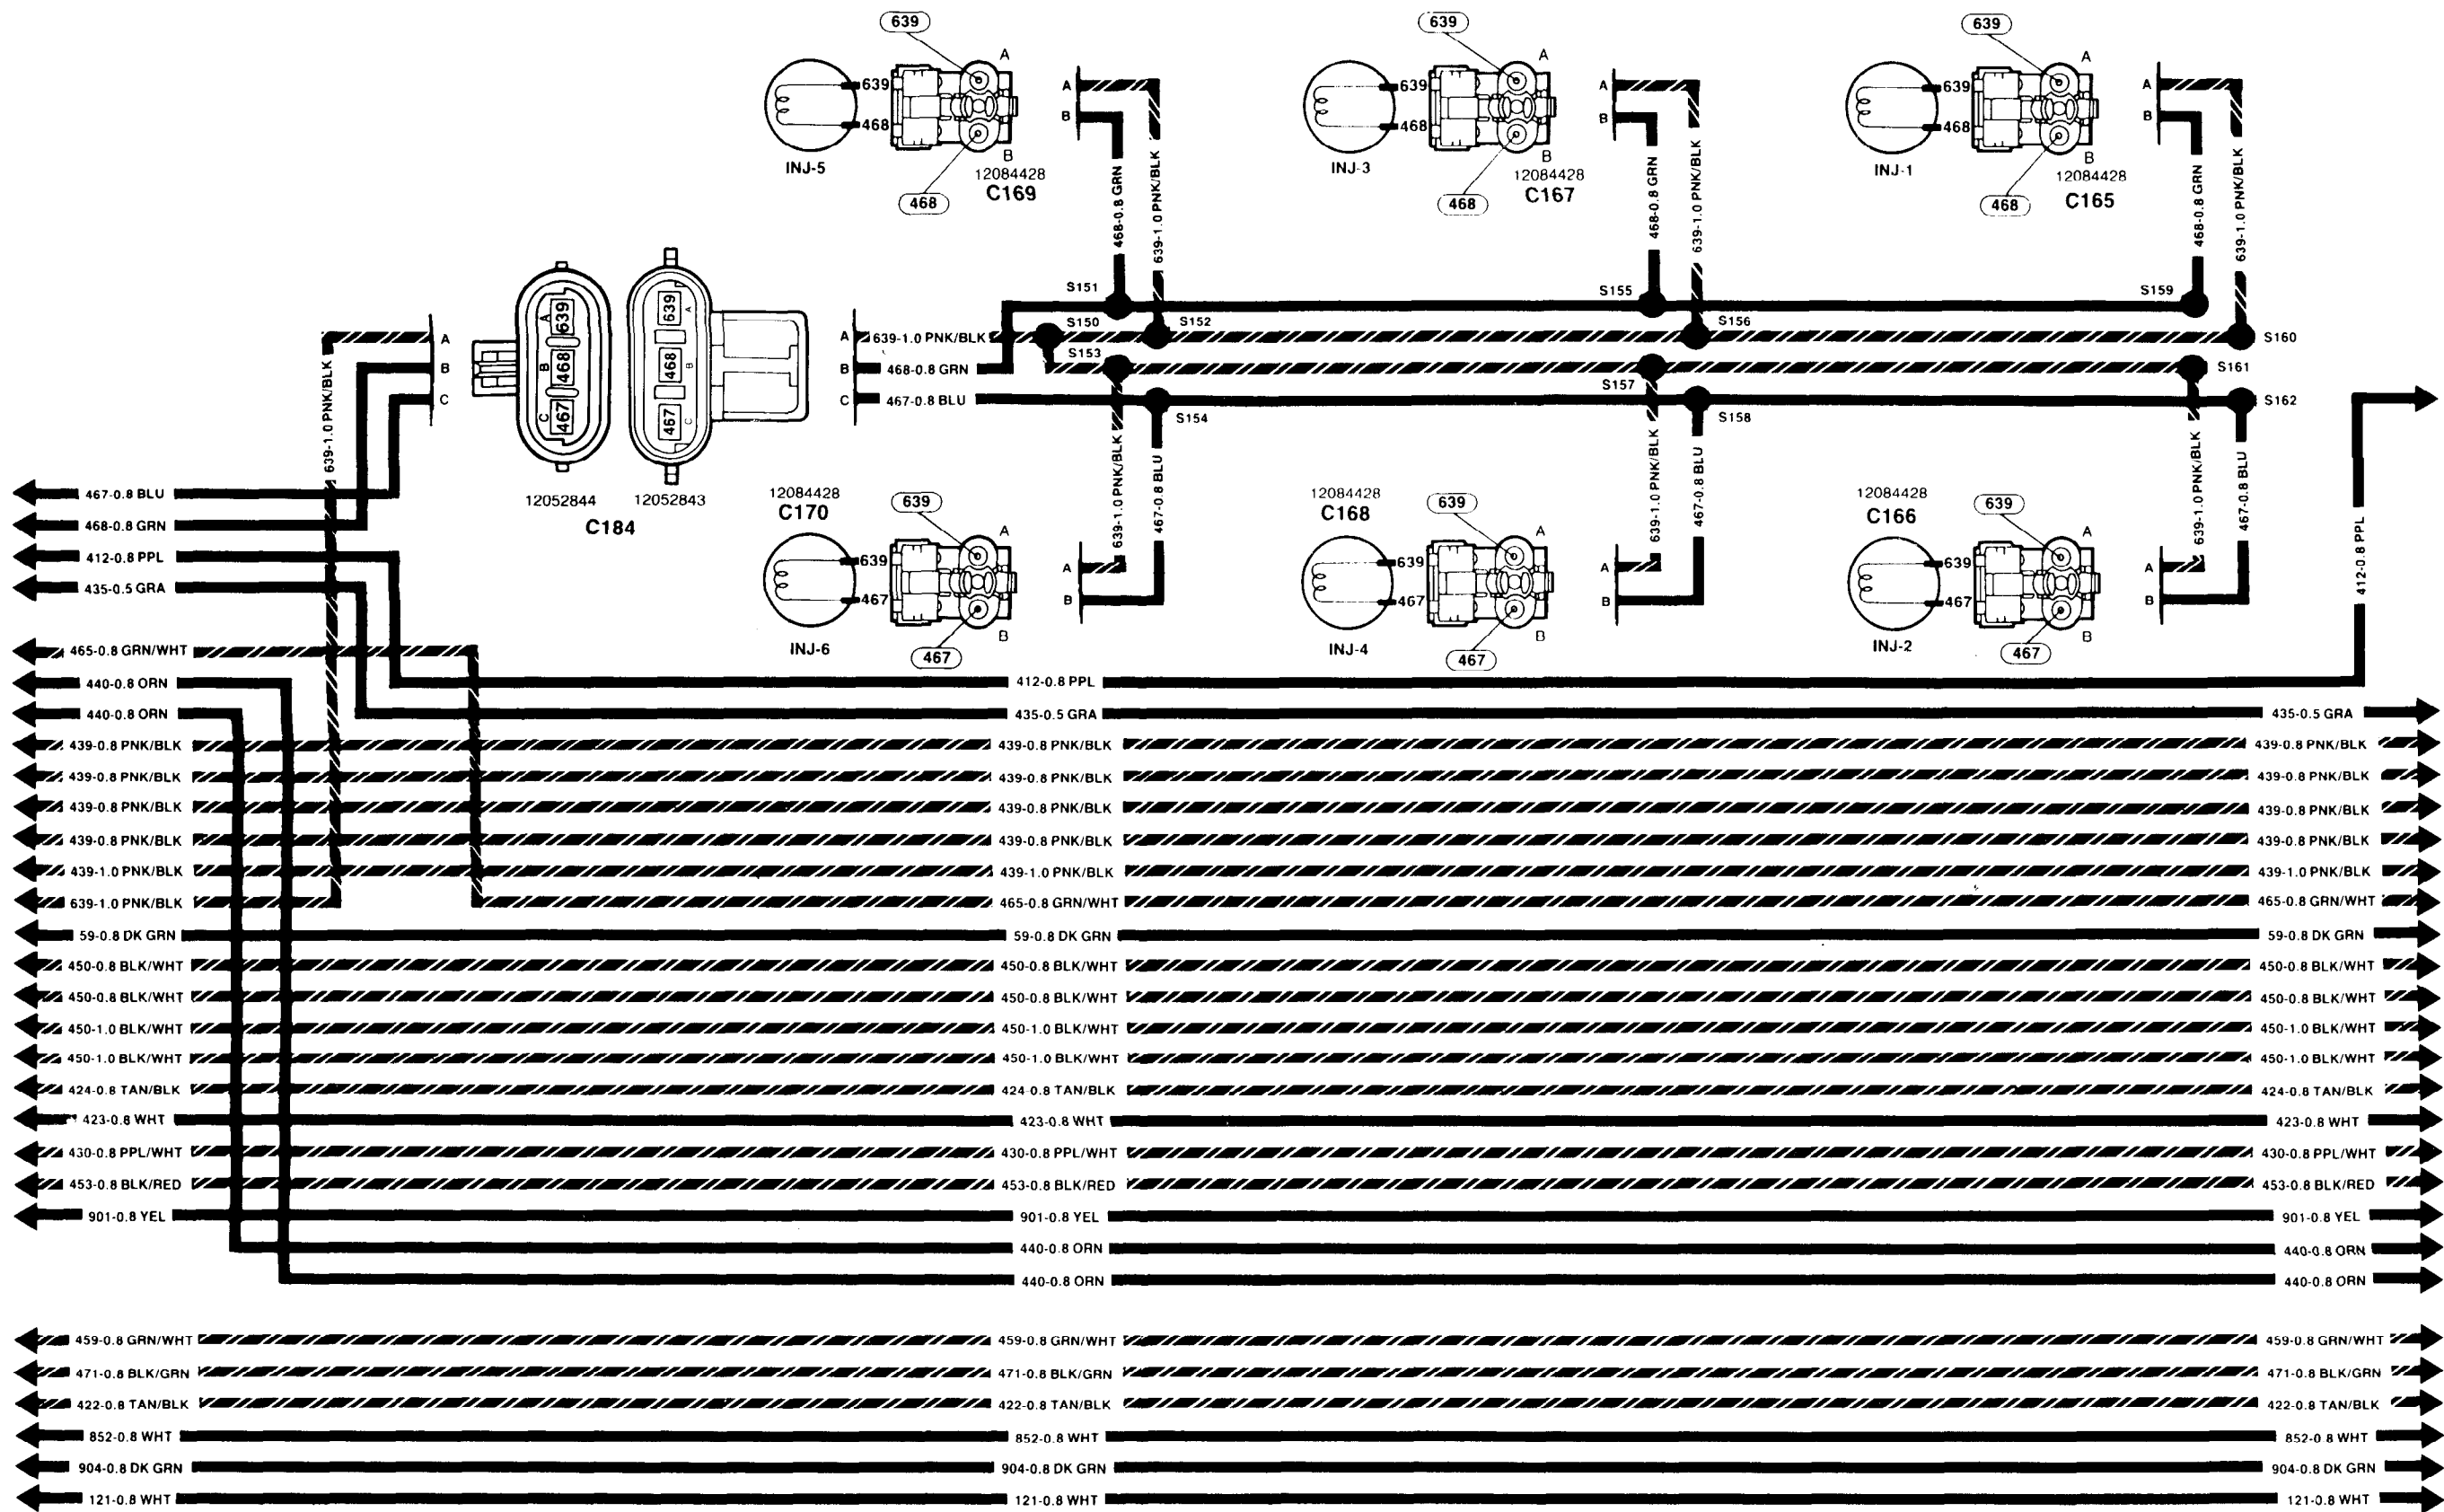 639
639
639
A
A
A
639
468
INJ-5
B
12084428
C169
468
A
B
468-0.8 GRN
639-1.0 PNK/BLK
639
468
INJ-3
B
12084428
C167
468
A
B
468-0.8 GRN
639-1.0 PNK/BLK
639
468
INJ-1
B
12084428
C165
468
A
B
468-0.8 GRN
639-1.0 PNK/BLK
S151
S155
S159
S150
S152
S156
S160
S153
S157
S161
S154
S158
S162
639-1.0 PNK/BLK
A
B
C
A
639
B
468
C
467
639
A
468
B
467
C
12052844
12052843
C184
A
639-1.0 PNK/BLK
B
468-0.8 GRN
C
467-0.8 BLU
12084428
C170
639
A
639
467
INJ-6
B
467
A
B
639-1.0 PNK/BLK
467-0.8 BLU
12084428
C168
639
A
639
467
INJ-4
B
467
A
B
639-1.0 PNK/BLK
467-0.8 BLU
12084428
C166
639
A
639
467
INJ-2
B
467
A
B
639-1.0 PNK/BLK
467-0.8 BLU
412-0.8 PPL
467-0.8 BLU
468-0.8 GRN
412-0.8 PPL
435-0.5 GRA
465-0.8 GRN/WHT
440-0.8 ORN 412-0.8 PPL
440-0.8 ORN 435-0.5 GRA 435-0.5 GRA
439-0.8 PNK/BLK 439-0.8 PNK/BLK 439-0.8 PNK/BLK
439-0.8 PNK/BLK 439-0.8 PNK/BLK 439-0.8 PNK/BLK
439-0.8 PNK/BLK 439-0.8 PNK/BLK 439-0.8 PNK/BLK
439-0.8 PNK/BLK 439-0.8 PNK/BLK 439-0.8 PNK/BLK
439-1.0 PNK/BLK 439-1.0 PNK/BLK 439-1.0 PNK/BLK
639-1.0 PNK/BLK 465-0.8 GRN/WHT 465-0.8 GRN/WHT
59-0.8 DK GRN 59-0.8 DK GRN 59-0.8 DK GRN
450-0.8 BLK/WHT 450-0.8 BLK/WHT 450-0.8 BLK/WHT
450-0.8 BLK/WHT 450-0.8 BLK/WHT 450-0.8 BLK/WHT
450-1.0 BLK/WHT 450-1.0 BLK/WHT 450-1.0 BLK/WHT
450-1.0 BLK/WHT 450-1.0 BLK/WHT 450-1.0 BLK/WHT
424-0.8 TAN/BLK 424-0.8 TAN/BLK 424-0.8 TAN/BLK
423-0.8 WHT 423-0.8 WHT 423-0.8 WHT
430-0.8 PPL/WHT 430-0.8 PPL/WHT 430-0.8 PPL/WHT
453-0.8 BLK/RED 453-0.8 BLK/RED 453-0.8 BLK/RED
901-0.8 YEL 901-0.8 YEL 901-0.8 YEL
440-0.8 ORN 440-0.8 ORN
440-0.8 ORN 440-0.8 ORN
459-0.8 GRN/WHT 459-0.8 GRN/WHT 459-0.8 GRN/WHT
471-0.8 BLK/GRN 471-0.8 BLK/GRN 471-0.8 BLK/GRN
422-0.8 TAN/BLK 422-0.8 TAN/BLK 422-0.8 TAN/BLK
852-0.8 WHT 852-0.8 WHT 852-0.8 WHT
904-0.8 DK GRN 904-0.8 DK GRN 904-0.8 DK GRN
121-0.8 WHT 121-0.8 WHT 121-0.8 WHT